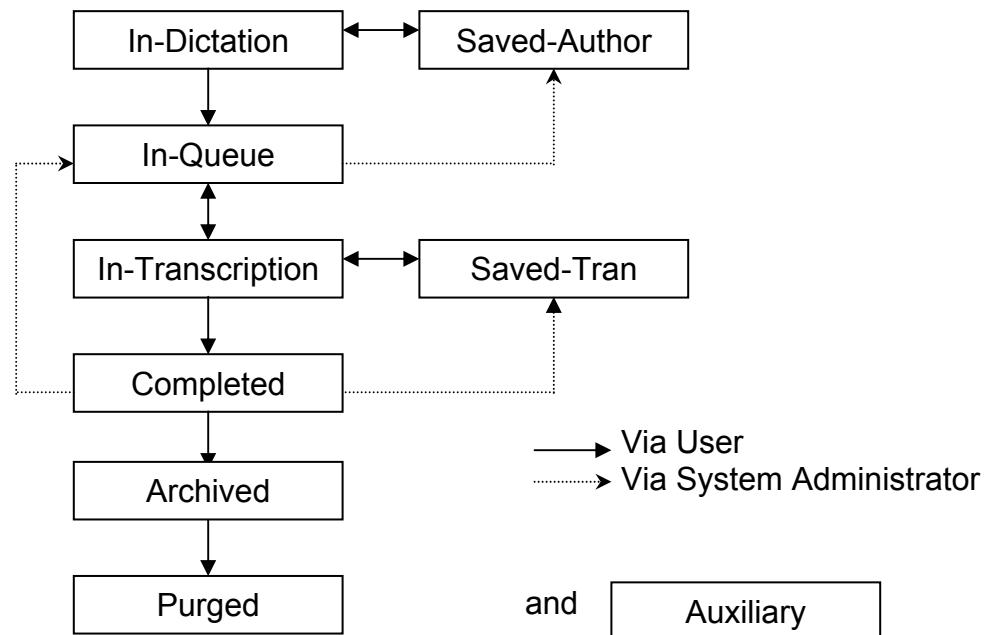 In-Dictation
Saved-Author
In-Queue
In-Transcription
Saved-Tran
Completed
Via User
Via System Administrator
Archived
Purged
and
Auxiliary